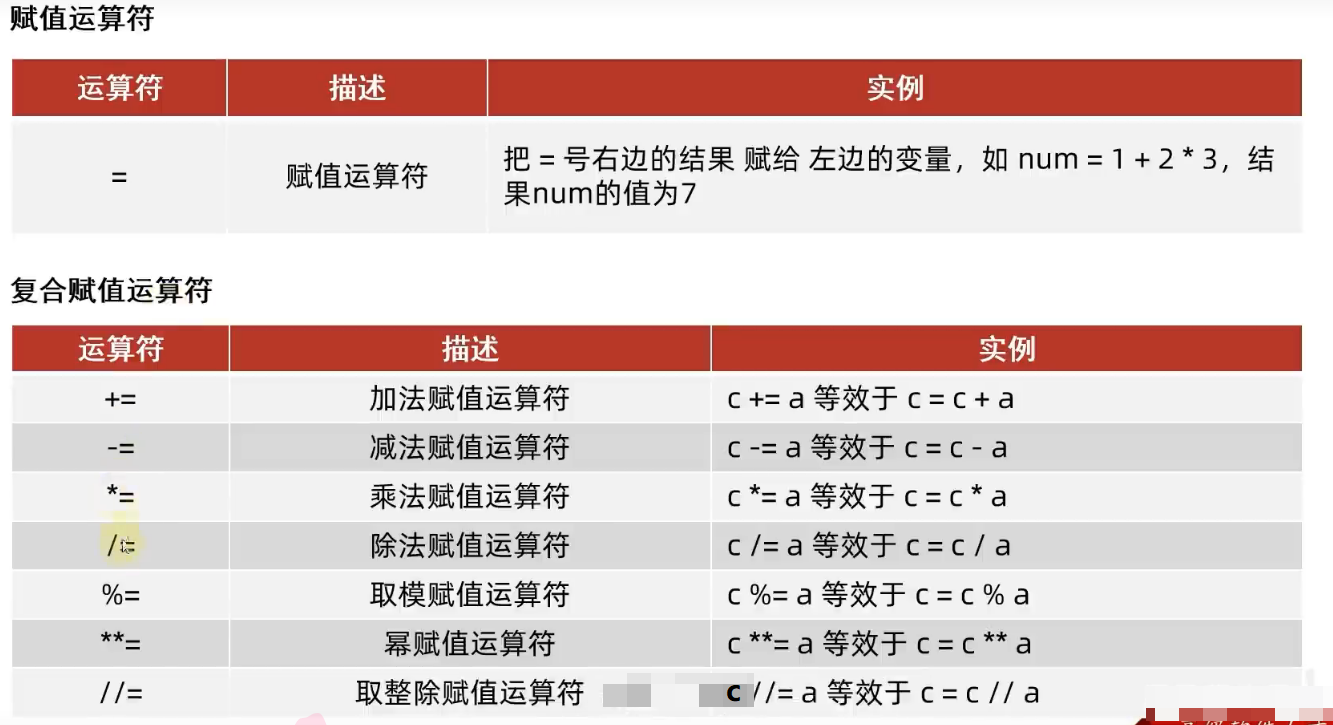 赋值运算符
运算符 描述 实例
= 赋值运算符 把 = 号右边的结果 赋给 左边的变量，如 num = 1 + 2 * 3，结
果num的值为7
复合赋值运算符
运算符 描述 实例
+= 加法赋值运算符 c += a 等效于 c = c + a
-= 减法赋值运算符 c -= a 等效于 c = c - a
*= 乘法赋值运算符 c *= a 等效于 c = c * a
/= 除法赋值运算符 c /= a 等效于 c = c / a
%= 取模赋值运算符 c %= a 等效于 c = c % a
**= 幂赋值运算符 c **= a 等效于 c = c ** a
//= 取整除赋值运算符 c //= a 等效于 c = c // a